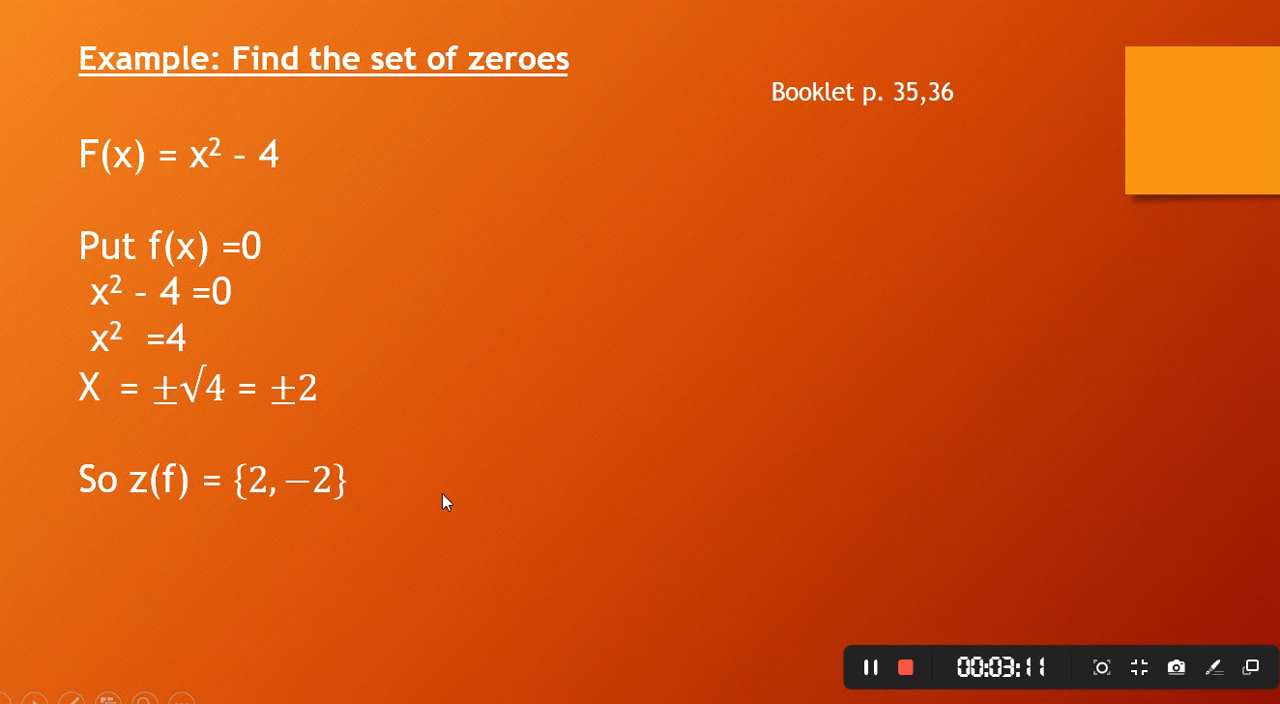 Example: Find the set of zeroes
Booklet p. 35,36
F(x) = x² - 4
Put f(x) =0
x² - 4 =0
x² =4
X = ±√4 = ±2
So z(f) = {2, −2}
00:03:11